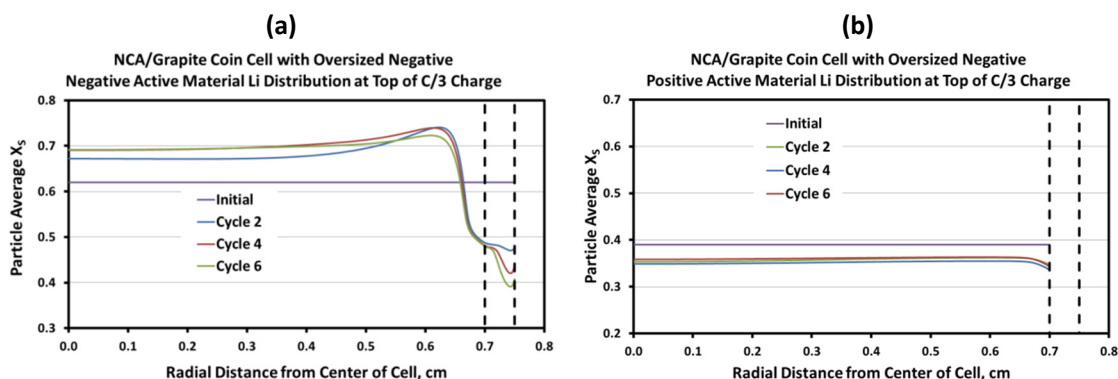 (a)
NCA/Grapite Coin Cell with Oversized Negative
Negative Active Material Li Distribution at Top of C/3 Charge
0.8
0.7
0.6
0.5
0.4
0.3
Particle Average Xs
Initial
Cycle 2
Cycle 4
Cycle 6
0.0 0.1 0.2 0.3 0.4 0.5 0.6 0.7 0.8
Radial Distance from Center of Cell, cm
(b)
NCA/Grapite Coin Cell with Oversized Negative
Positive Active Material Li Distribution at Top of C/3 Charge
0.7
0.6
0.5
0.4
0.3
0.2
Particle Average Xs
Initial
Cycle 2
Cycle 4
Cycle 6
0.0 0.1 0.2 0.3 0.4 0.5 0.6 0.7 0.8
Radial Distance from Center of Cell, cm